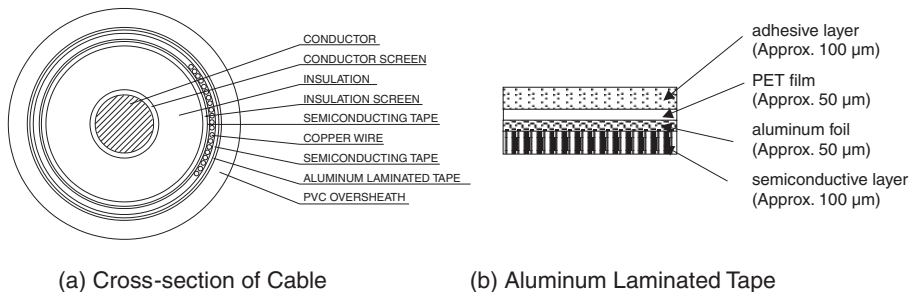 CONDUCTOR
CONDUCTOR SCREEN
INSULATION
INSULATION SCREEN
SEMICONDUCTING TAPE
COPPER WIRE
SEMICONDUCTING TAPE
ALUMINUM LAMINATED TAPE
PVC OVERSHEATH
(a) Cross-section of Cable
adhesive layer
(Approx. 100 μm)
PET film
(Approx. 50 μm)
aluminum foil
(Approx. 50 μm)
semiconductive layer
(Approx. 100 μm)
(b) Aluminum Laminated Tape